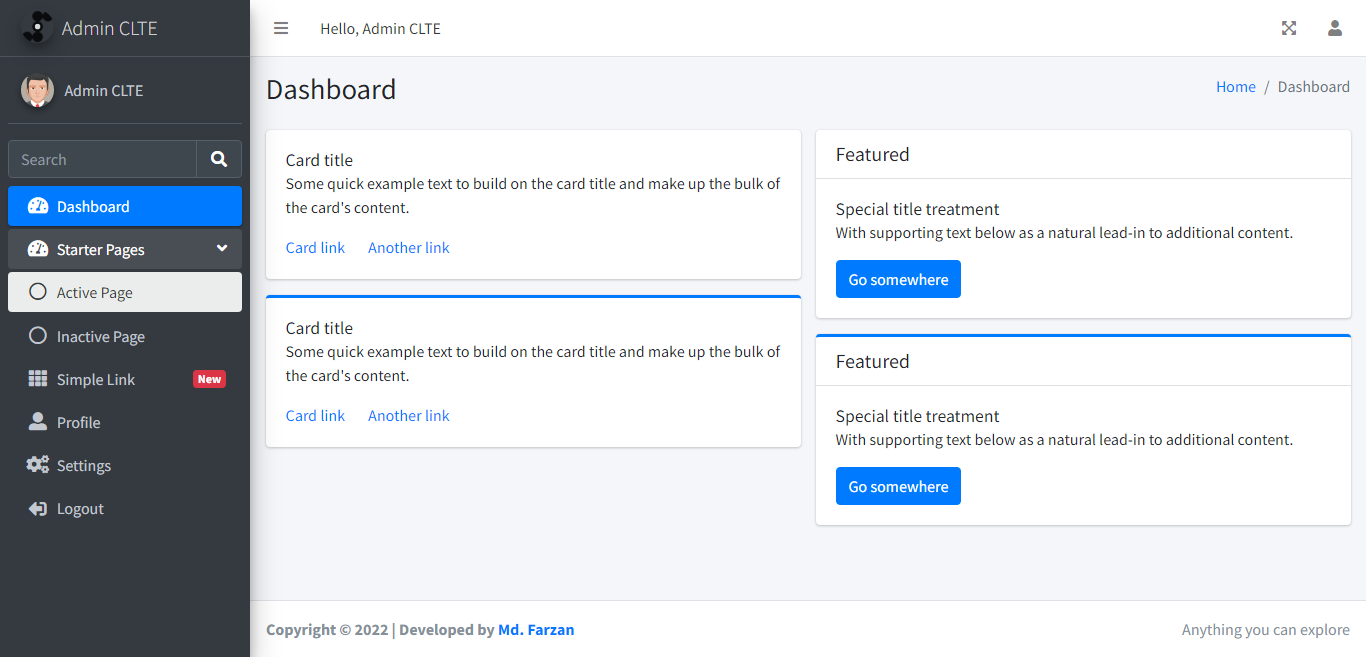 Admin CLTE
Admin CLTE
Search
Dashboard
Starter Pages
Active Page
Inactive Page
Simple Link New
Profile
Settings
Logout
Hello, Admin CLTE
Dashboard
Home / Dashboard
Card title
Some quick example text to build on the card title and make up the bulk of
the card's content.
Card link Another link
Card title
Some quick example text to build on the card title and make up the bulk of
the card's content.
Card link Another link
Featured
Special title treatment
With supporting text below as a natural lead-in to additional content.
Go somewhere
Featured
Special title treatment
With supporting text below as a natural lead-in to additional content.
Go somewhere
Copyright © 2022 | Developed by Md. Farzan
Anything you can explore